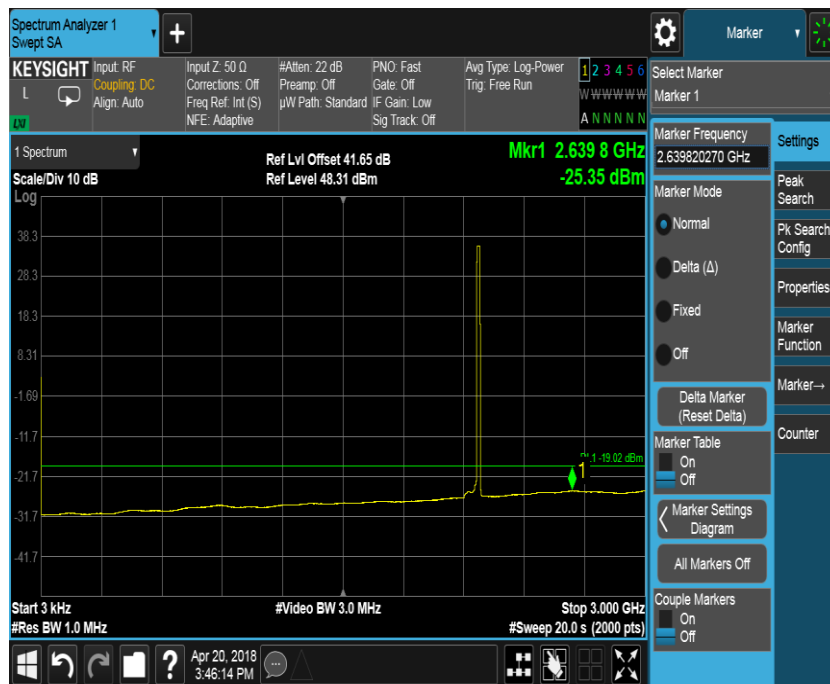 Spectrum Analyzer 1
Swept SA
+
Marker
KEYSIGHT
L
LXI
Input: RF
Coupling: DC
Align: Auto
Input Z: 50 Ω
Corrections: Off
Freq Ref: Int (S)
NFE: Adaptive
#Atten: 22 dB
Preamp: Off
µW Path: Standard
PNO: Fast
Gate: Off
IF Gain: Low
Sig Track: Off
Avg Type: Log-Power
Trig: Free Run
1 2 3 4 5 6
W W W W W W
A N N N N N
Select Marker
Marker 1
1 Spectrum
Scale/Div 10 dB
Ref Lvl Offset 41.65 dB
Ref Level 48.31 dBm
Mkr1 2.639 8 GHz
-25.35 dBm
Log
38.3
28.3
18.3
8.31
-1.69
-11.7
-21.7
-31.7
-41.7
-19.02 dBm
1
Start 3 kHz
#Video BW 3.0 MHz
Stop 3.000 GHz
#Res BW 1.0 MHz
#Sweep 20.0 s (2000 pts)
Marker Frequency
2.639820270 GHz
Marker Mode
Normal
Delta (Δ)
Fixed
Off
Delta Marker
(Reset Delta)
Marker Table
On
Off
Marker Settings
Diagram
All Markers Off
Couple Markers
On
Off
Settings
Peak
Search
Pk Search
Config
Properties
Marker
Function
Marker→
Counter
?
Apr 20, 2018
3:46:14 PM